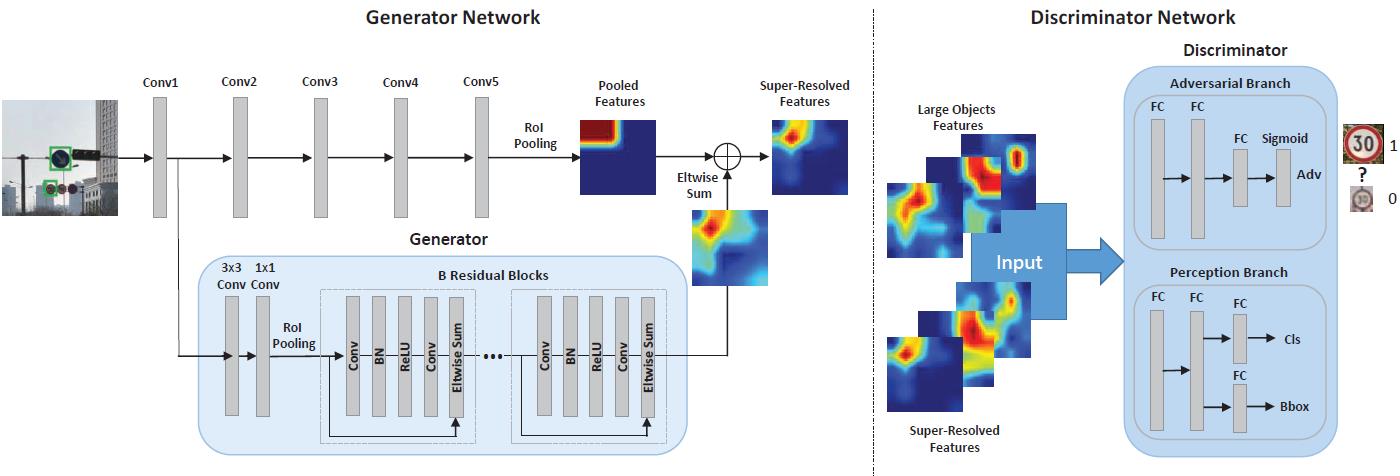 Generator Network
Conv1
Conv2
Conv3
Conv4
Conv5
RoI
Pooling
Pooled
Features
Super-Resolved
Features
Eltwise
Sum
Generator
3x3
Conv
1x1
Conv
RoI
Pooling
B Residual Blocks
Conv
BN
ReLU
Conv
Eltwise Sum
...
Conv
BN
ReLU
Conv
Eltwise Sum
Discriminator Network
Large Objects
Features
Input
Super-Resolved
Features
Discriminator
Adversarial Branch
FC
FC
FC
Sigmoid
Adv
30
1
?
30
0
Perception Branch
FC
FC
FC
Cls
FC
Bbox